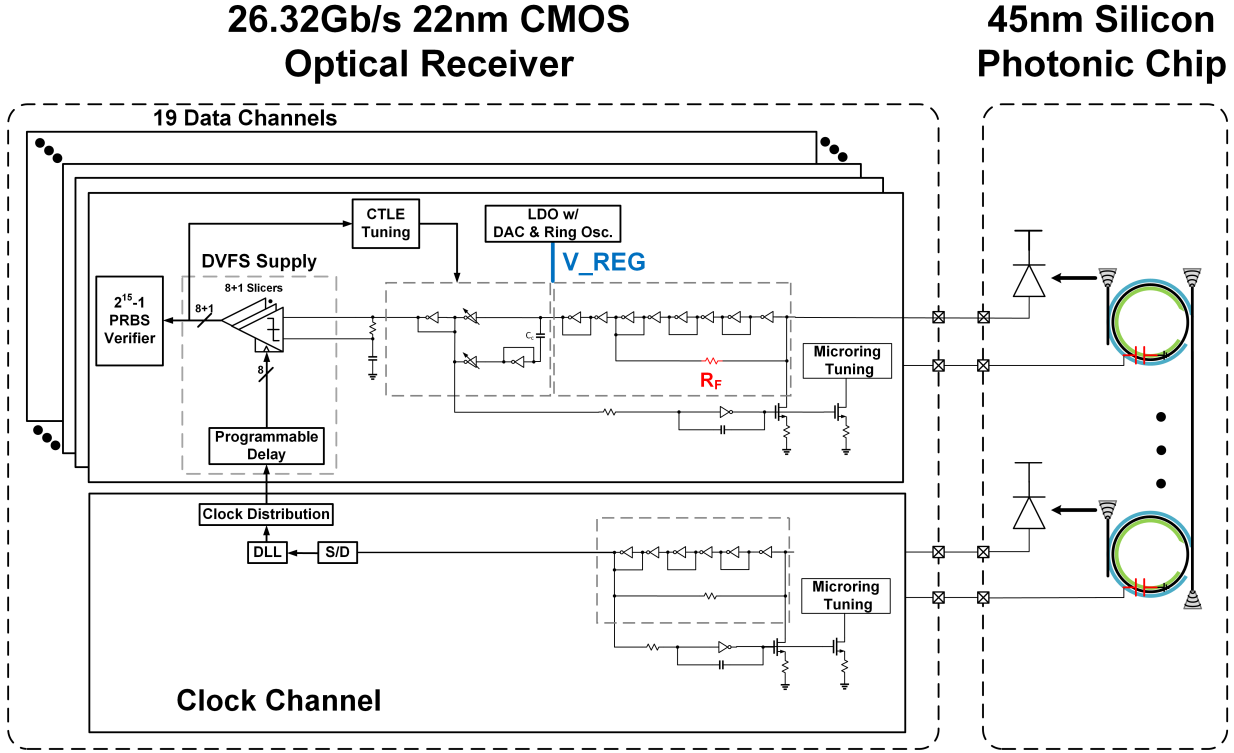 26.32Gb/s 22nm CMOS
Optical Receiver
45nm Silicon
Photonic Chip
19 Data Channels
CTLE
Tuning
LDO w/
DAC & Ring Osc.
V_REG
DVFS Supply
8+1 Slicers
8+1
2¹⁵-1
PRBS
Verifier
8
C꜀
R_F
Microring
Tuning
Programmable
Delay
Clock Distribution
DLL
S/D
Microring
Tuning
Clock Channel